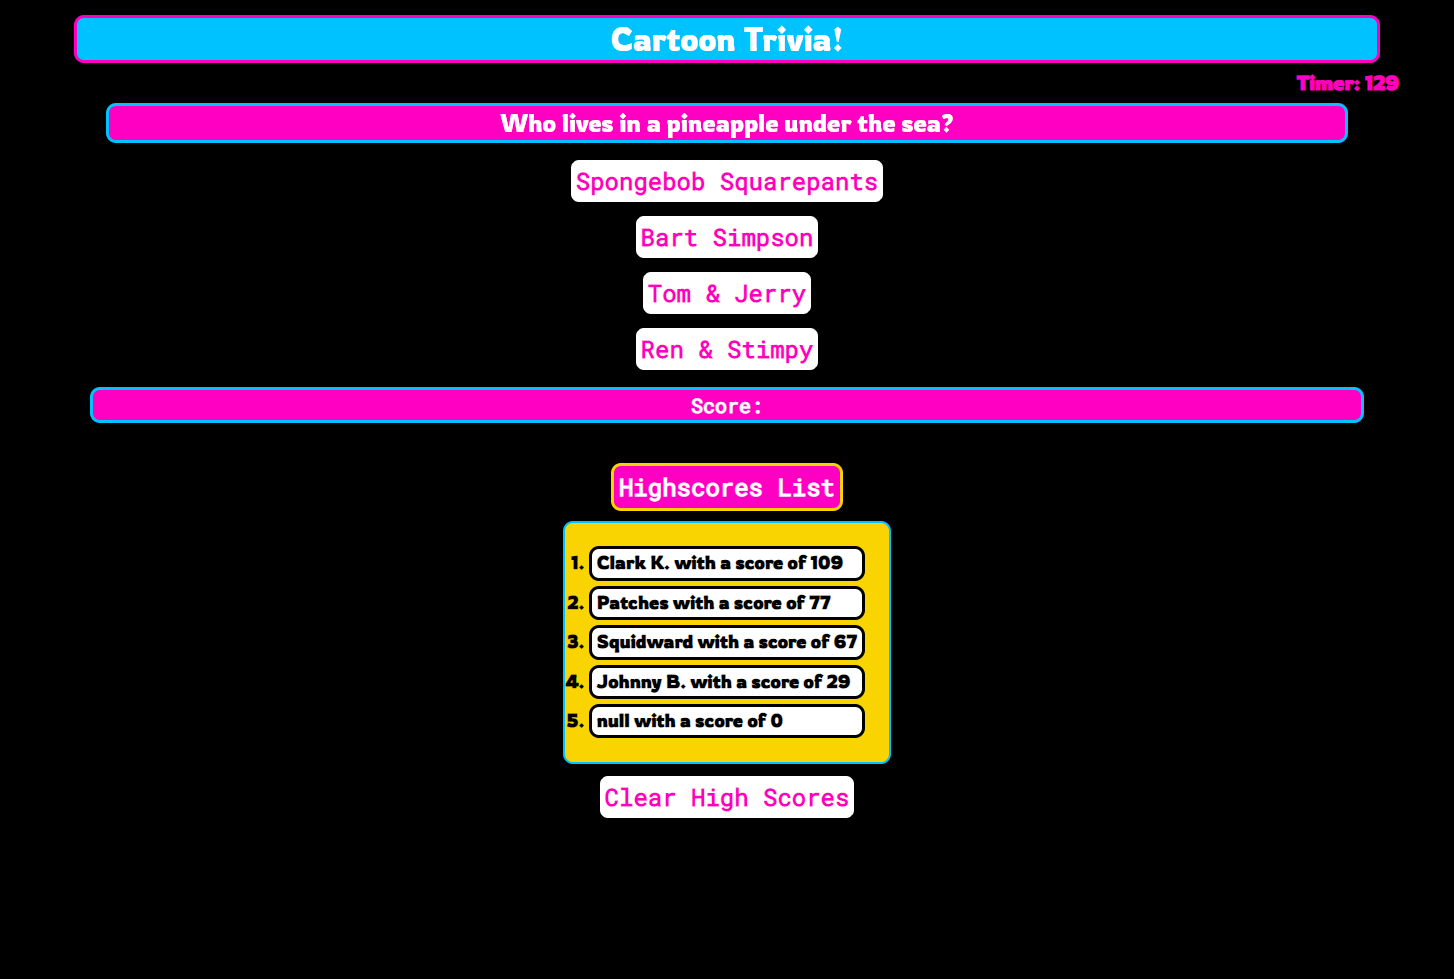 Cartoon Trivia!
Timer: 129
Who lives in a pineapple under the sea?
Spongebob Squarepants
Bart Simpson
Tom & Jerry
Ren & Stimpy
Score:
Highscores List
1. Clark K. with a score of 109
2. Patches with a score of 77
3. Squidward with a score of 67
4. Johnny B. with a score of 29
5. null with a score of 0
Clear High Scores